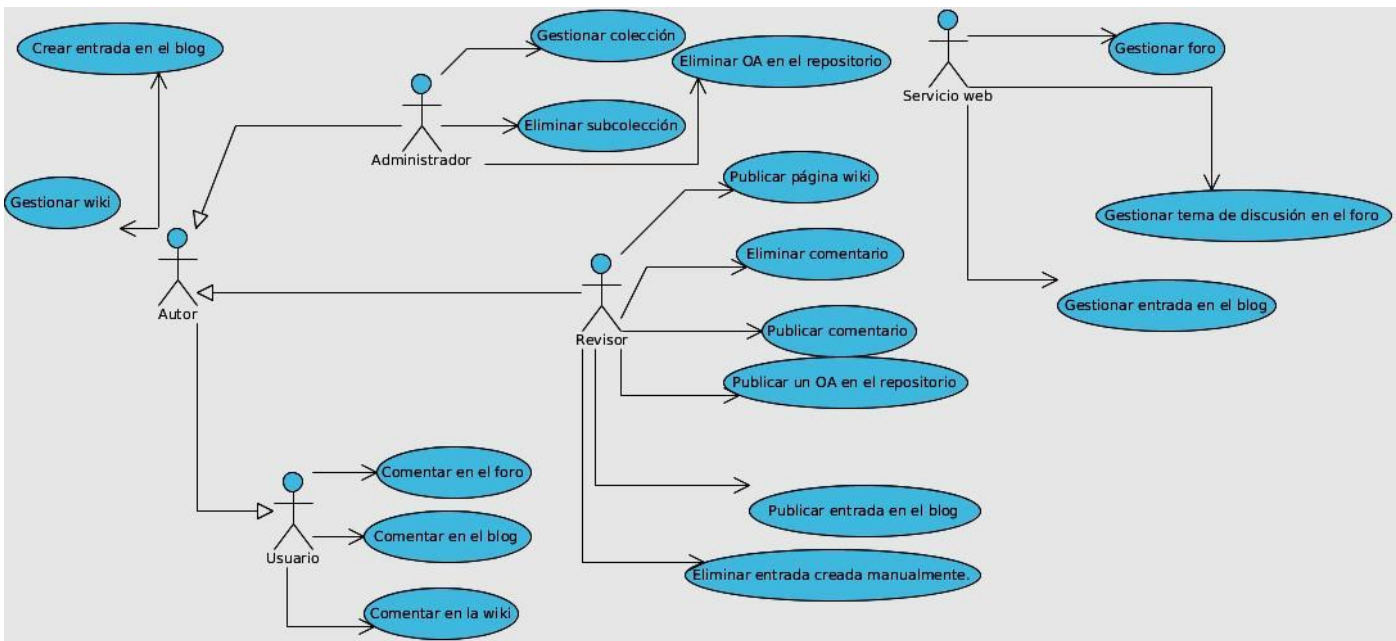 Crear entrada en el blog
Gestionar colección
Eliminar OA en el repositorio
Gestionar foro
Servicio web
Eliminar subcolección
Administrador
Publicar página wiki
Gestionar wiki
Gestionar tema de discusión en el foro
Eliminar comentario
Gestionar entrada en el blog
Autor
Publicar comentario
Revisor
Publicar un OA en el repositorio
Comentar en el foro
Publicar entrada en el blog
Comentar en el blog
Usuario
Eliminar entrada creada manualmente.
Comentar en la wiki